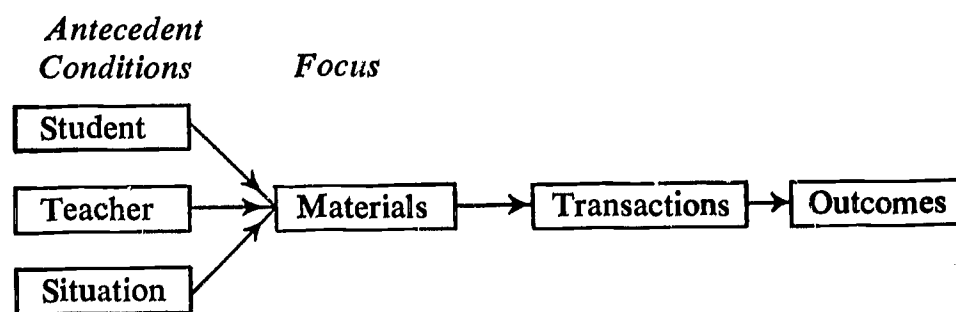 Antecedent
Conditions Focus
Student
Teacher Materials Transactions Outcomes
Situation